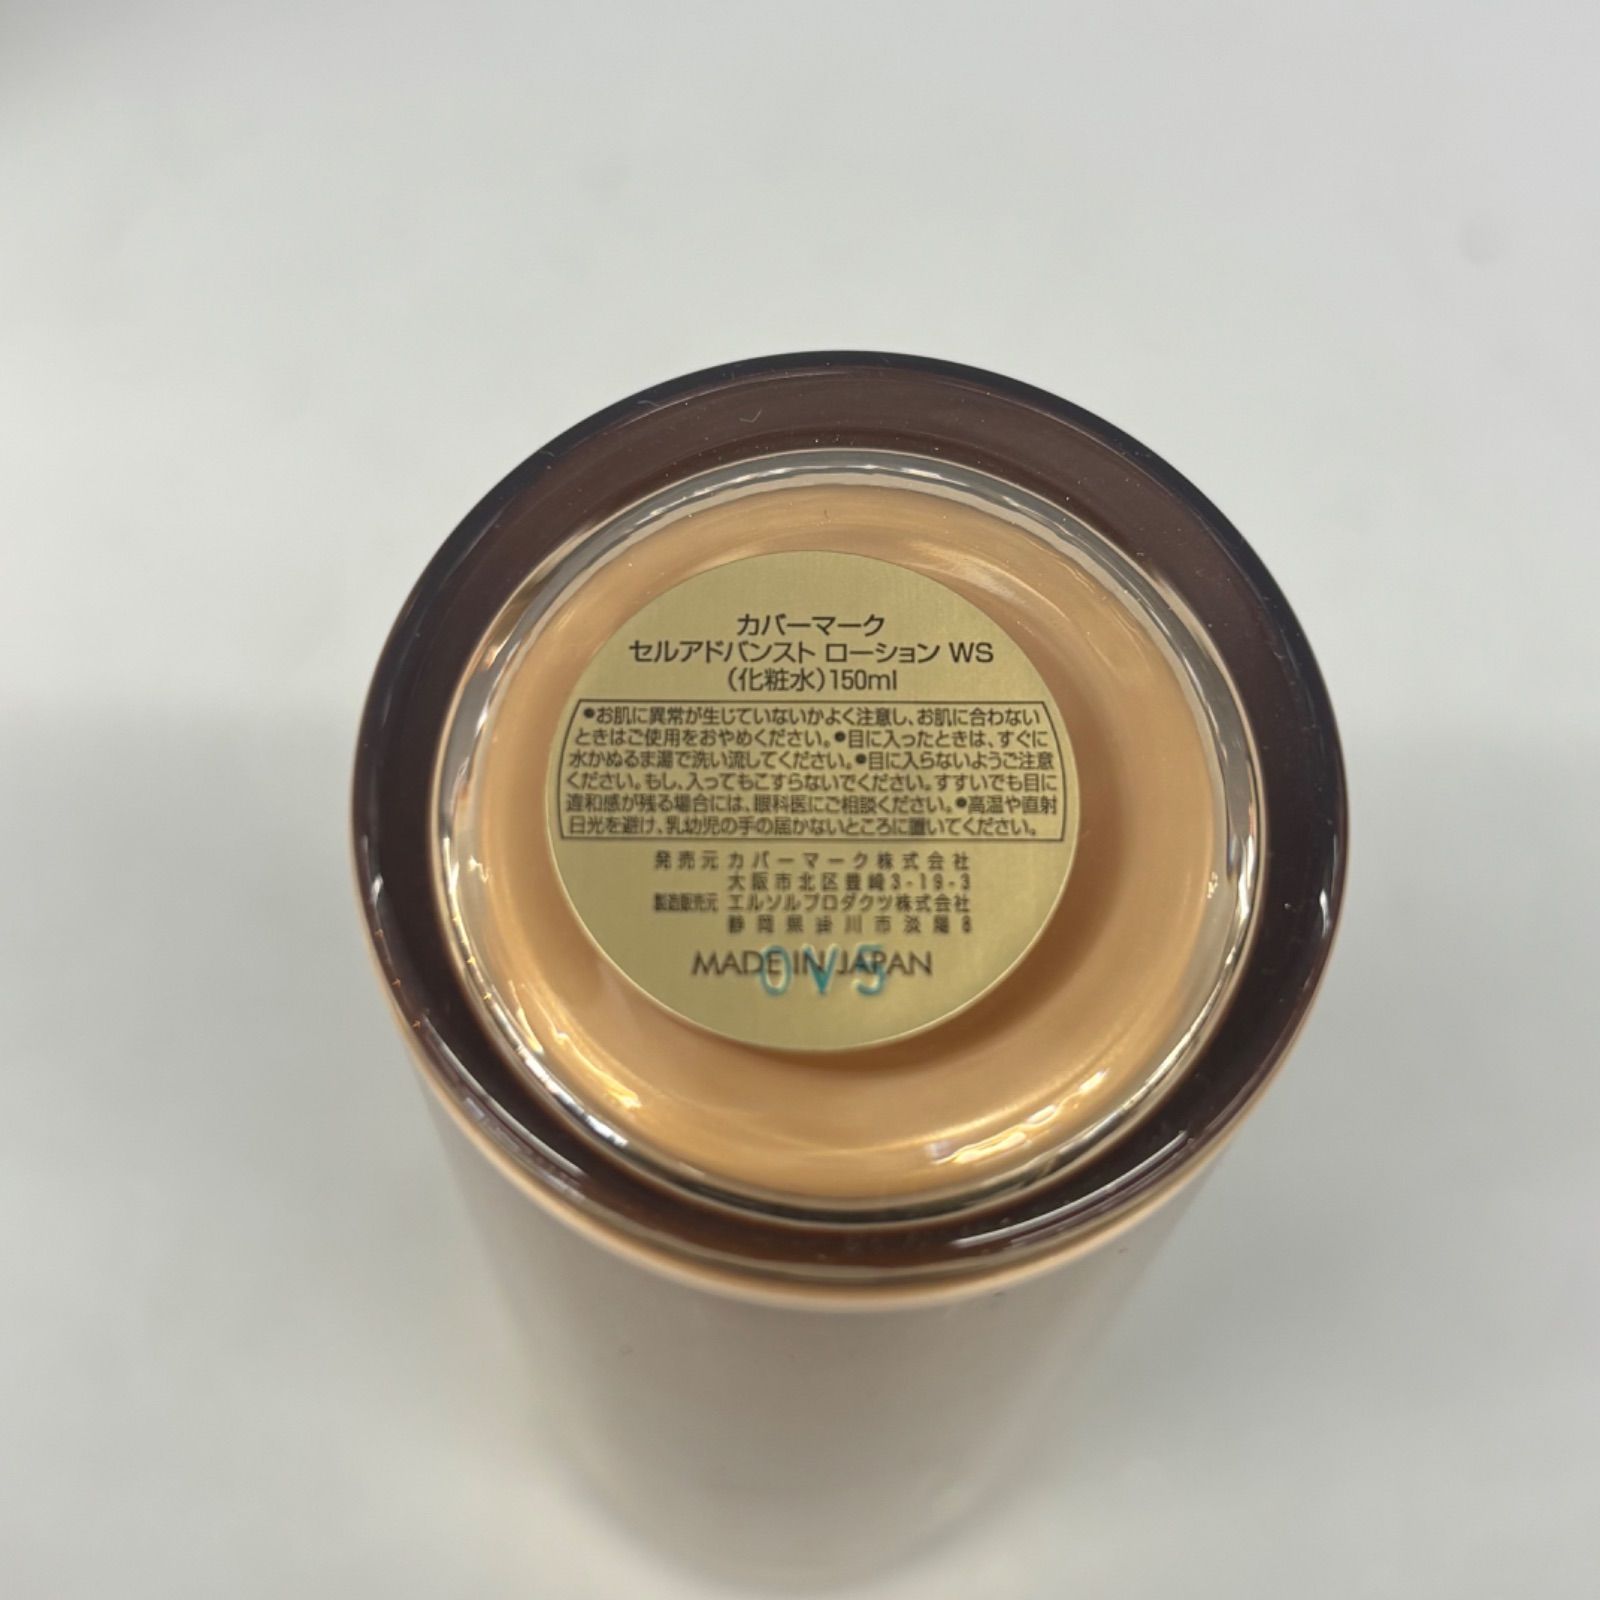 カバーマーク
セルアドバンスト ローション WS
(化粧水)150ml
●お肌に異常が生じていないかよく注意し、お肌に合わない
ときはご使用をおやめください。●目に入ったときは、すぐに
水かぬるま湯で洗い流してください。●目に入らないようご注意
ください。もし、入ってもこすらないでください。すすいでも目に
違和感が残る場合には、眼科医にご相談ください。●高温や直射
日光を避け、乳幼児の手の届かないところに置いてください。
発売元 カバーマーク株式会社
大阪市北区豊崎3-19-3
製造販売元 エルソルプロダクツ株式会社
静岡県掛川市淡陽8
MADE IN JAPAN
0V5